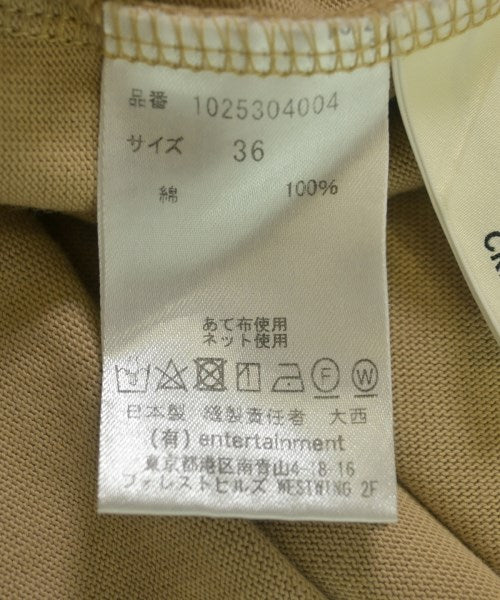 品番 1025304004
サイズ 36
綿 100%
あて布使用
ネット使用
F W
日本製 縫製責任者 大西
(有) entertainment
東京都港区南青山4-18-16
フォレストヒルズ WESTWING 2F